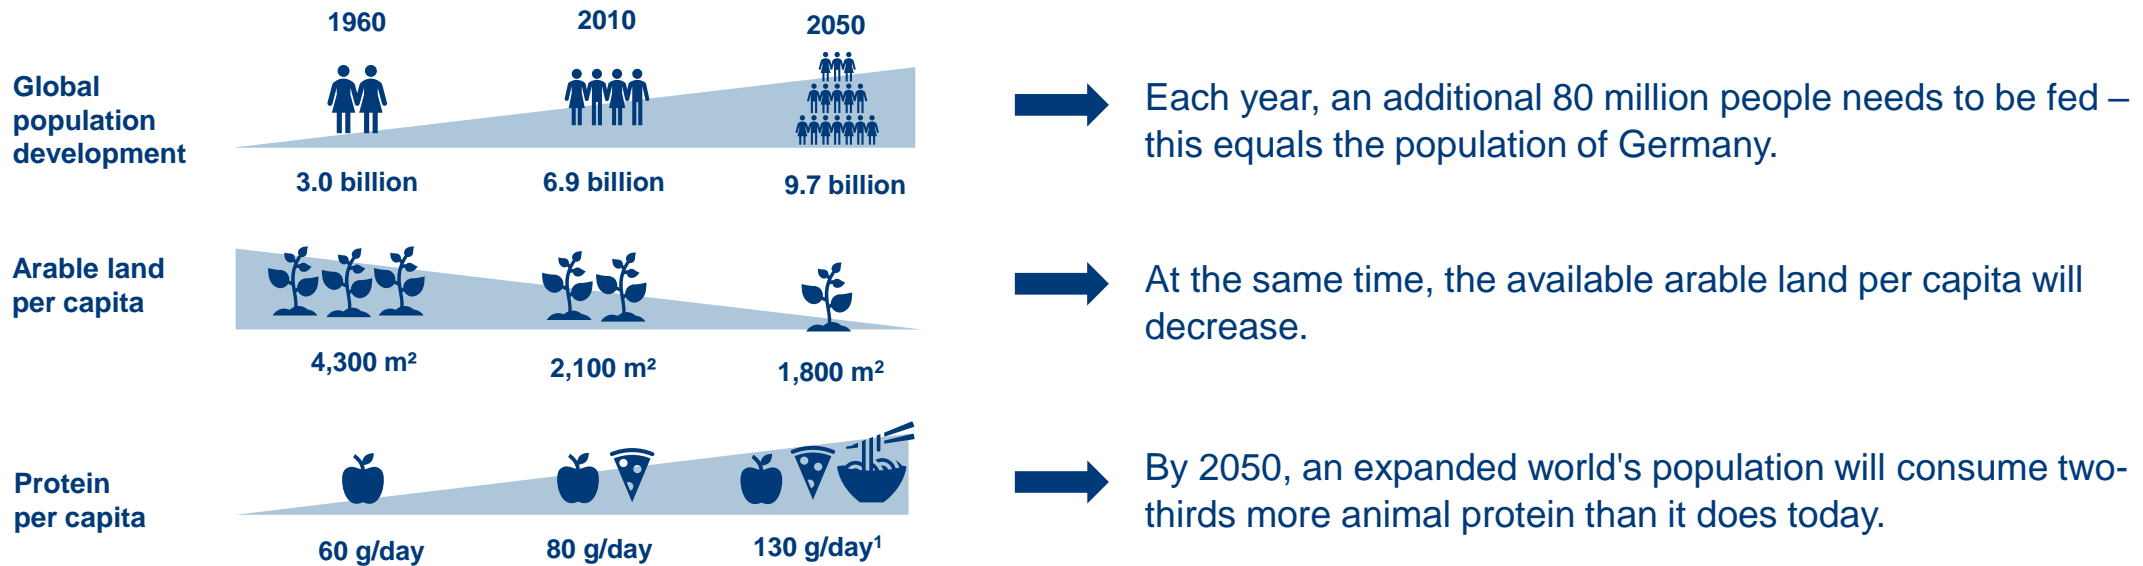 1960
2010
2050
Global
population
development
3.0 billion
6.9 billion
9.7 billion
Each year, an additional 80 million people needs to be fed –
this equals the population of Germany.
Arable land
per capita
4,300 m²
2,100 m²
1,800 m²
At the same time, the available arable land per capita will
decrease.
Protein
per capita
60 g/day
80 g/day
130 g/day¹
By 2050, an expanded world's population will consume two-
thirds more animal protein than it does today.